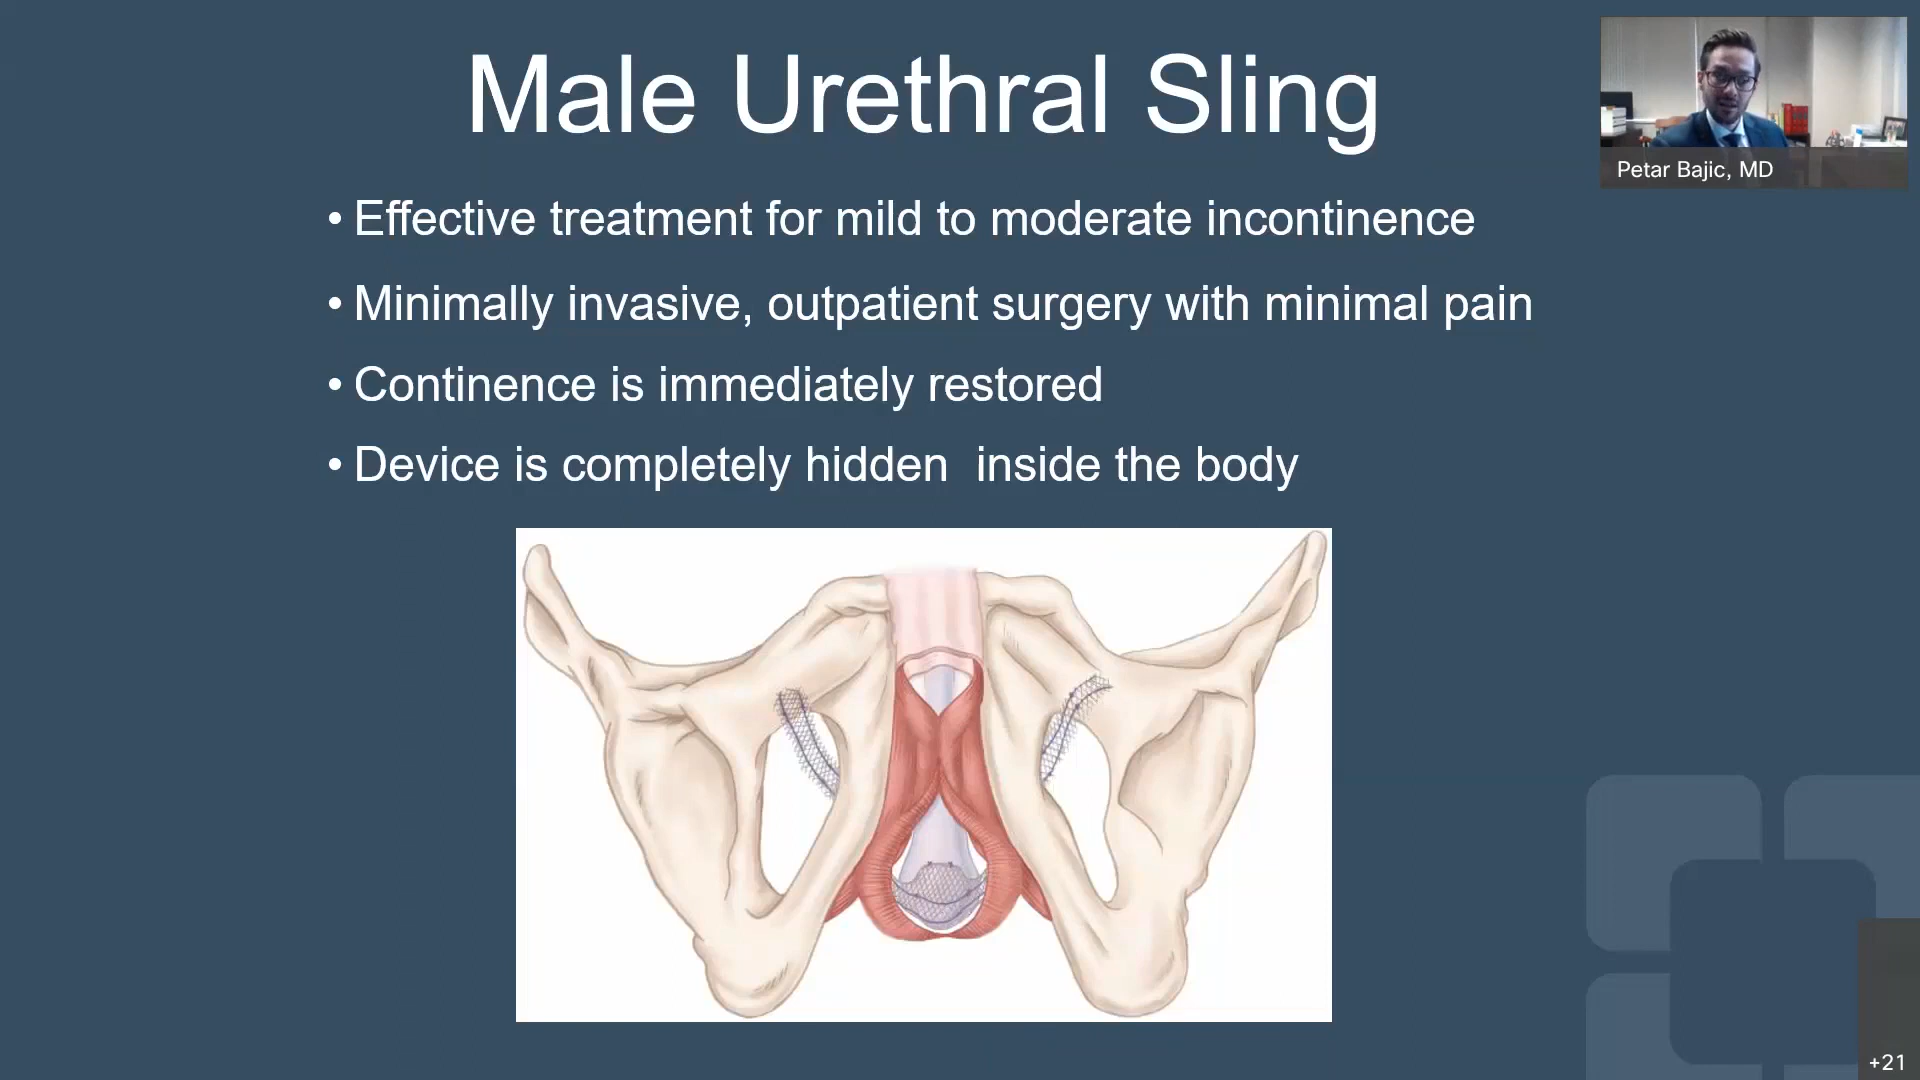 Male Urethral Sling
Petar Bajic, MD
• Effective treatment for mild to moderate incontinence
• Minimally invasive, outpatient surgery with minimal pain
• Continence is immediately restored
• Device is completely hidden  inside the body
+21